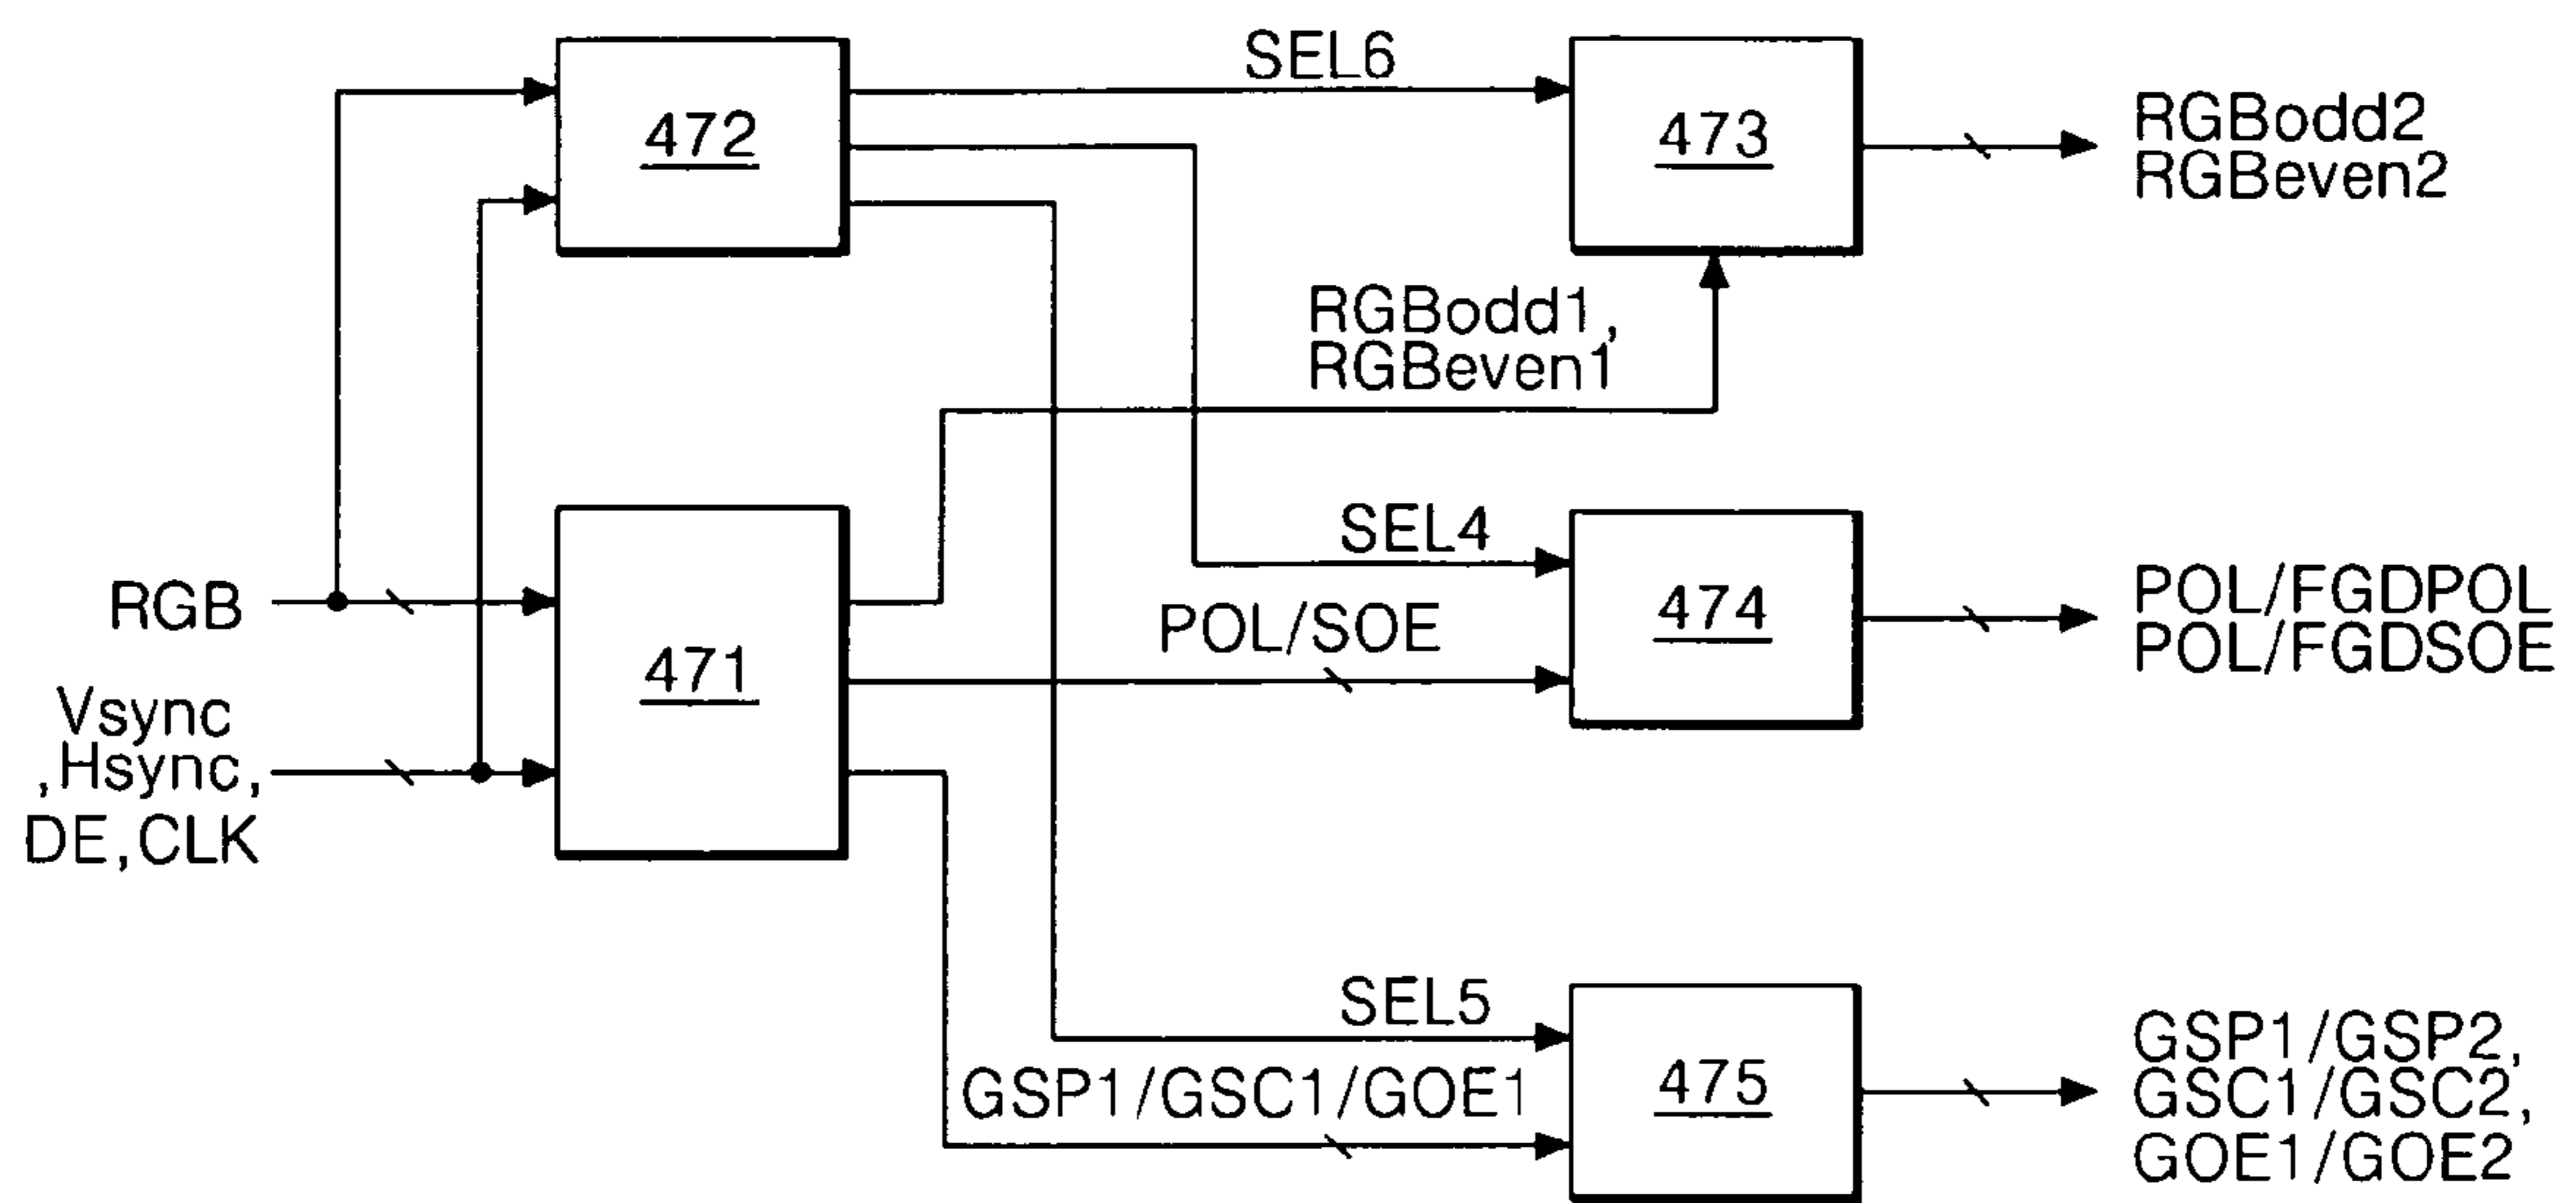 SEL6
472
473
RGBodd2
RGBeven2
RGBodd1,
RGBeven1
SEL4
RGB
471
POL/SOE
474
POL/FGDPOL
POL/FGDSOE
Vsync
,Hsync,
DE,CLK
SEL5
GSP1/GSC1/GOE1
475
GSP1/GSP2,
GSC1/GSC2,
GOE1/GOE2